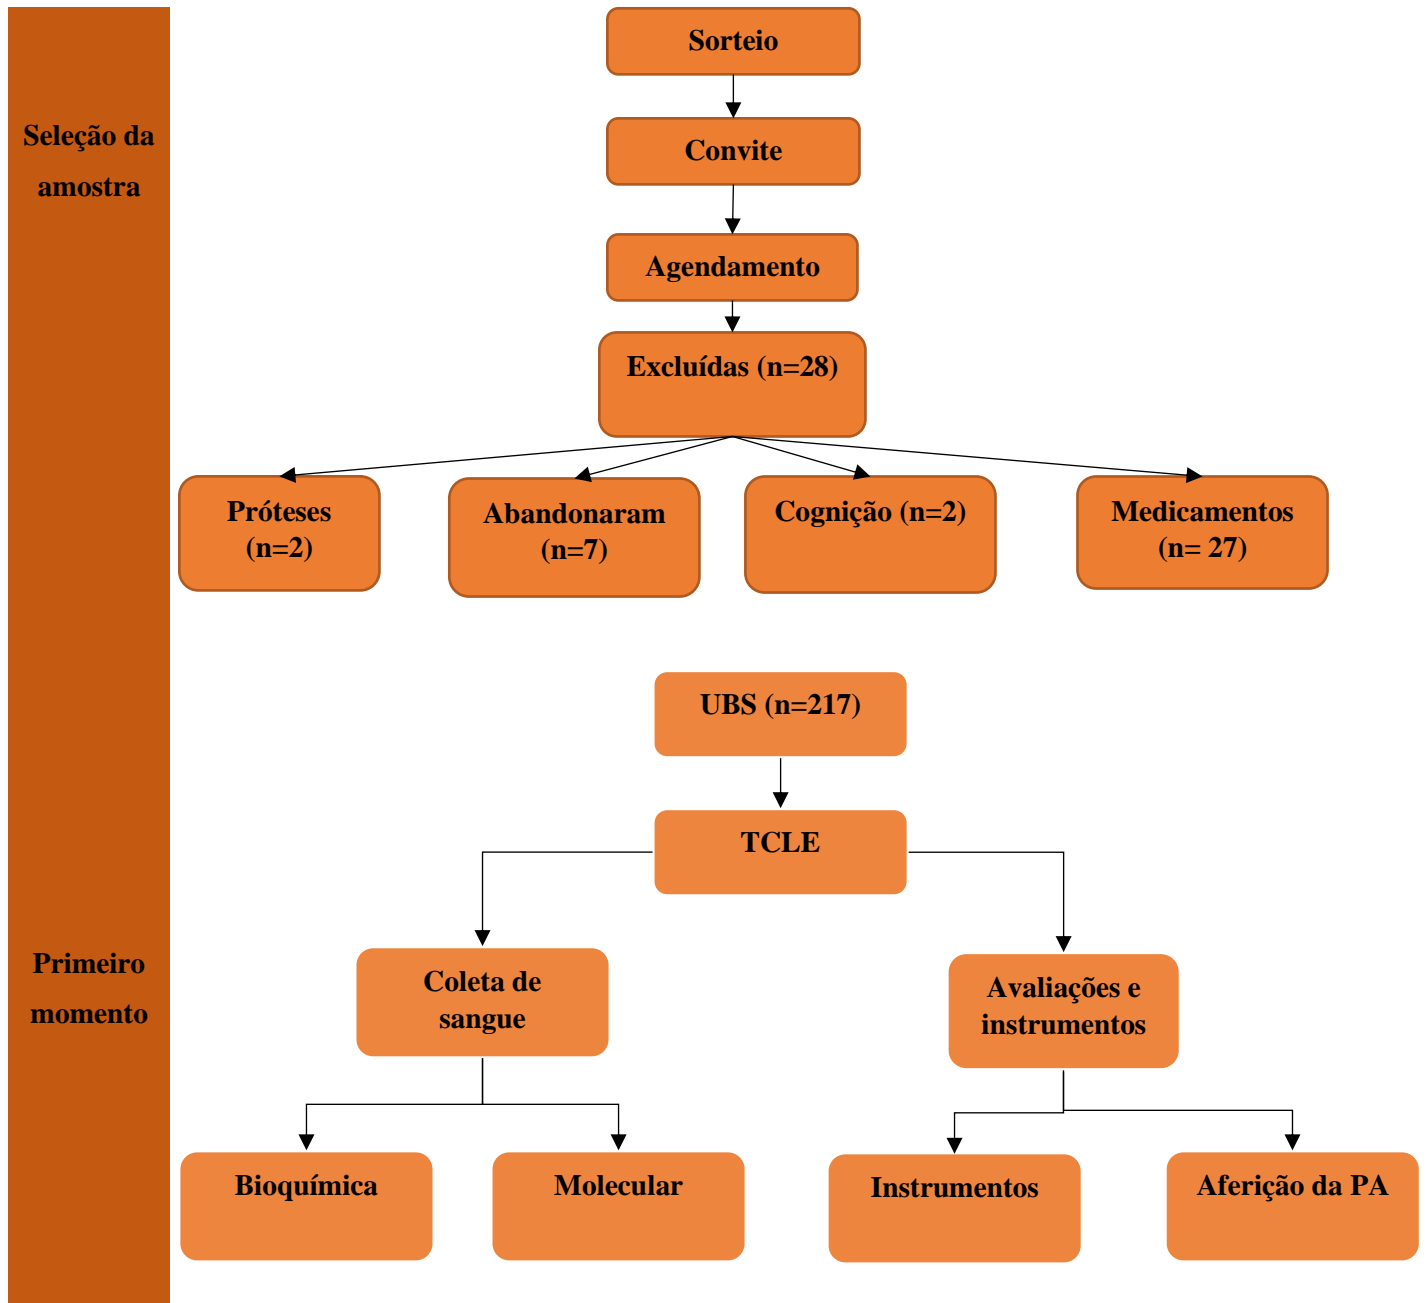 Seleção da
amostra
Sorteio
Convite
Agendamento
Excluídas (n=28)
Próteses
(n=2)
Abandonaram
(n=7)
Cognição (n=2)
Medicamentos
(n= 27)
Primeiro
momento
UBS (n=217)
TCLE
Coleta de
sangue
Avaliações e
instrumentos
Bioquímica
Molecular
Instrumentos
Aferição da PA